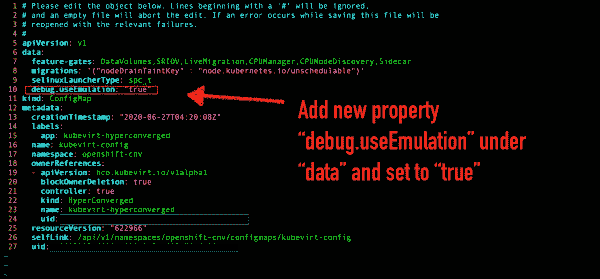 1 # Please edit the object below. Lines beginning with a '#' will be ignored,
2 # and an empty file will abort the edit. If an error occurs while saving this file will be
3 # reopened with the relevant failures.
4 #
5 apiVersion: v1
6 data:
7 feature-gates: DataVolumes,SRIOV,LiveMigration,CPUManager,CPUNodeDiscovery,Sidecar
8 migrations: '{"nodeDrainTaintKey" : "node.kubernetes.io/unschedulable"}'
9 selinuxLauncherType: spc_t
10 debug.useEmulation: "true"
11 kind: ConfigMap
12 metadata:
13 creationTimestamp: "2020-06-27T04:20:08Z"
14 labels:
15 app: kubevirt-hyperconverged
16 name: kubevirt-config
17 namespace: openshift-cnv
18 ownerReferences:
19 - apiVersion: hco.kubevirt.io/v1alpha1
20 blockOwnerDeletion: true
21 controller: true
22 kind: HyperConverged
23 name: kubevirt-hyperconverged
24 uid:
25 resourceVersion: "622966"
26 selfLink: /api/v1/namespaces/openshift-cnv/configmaps/kubevirt-config
27 uid:
~
~
Add new property
“debug.useEmulation” under
“data” and set to “true”